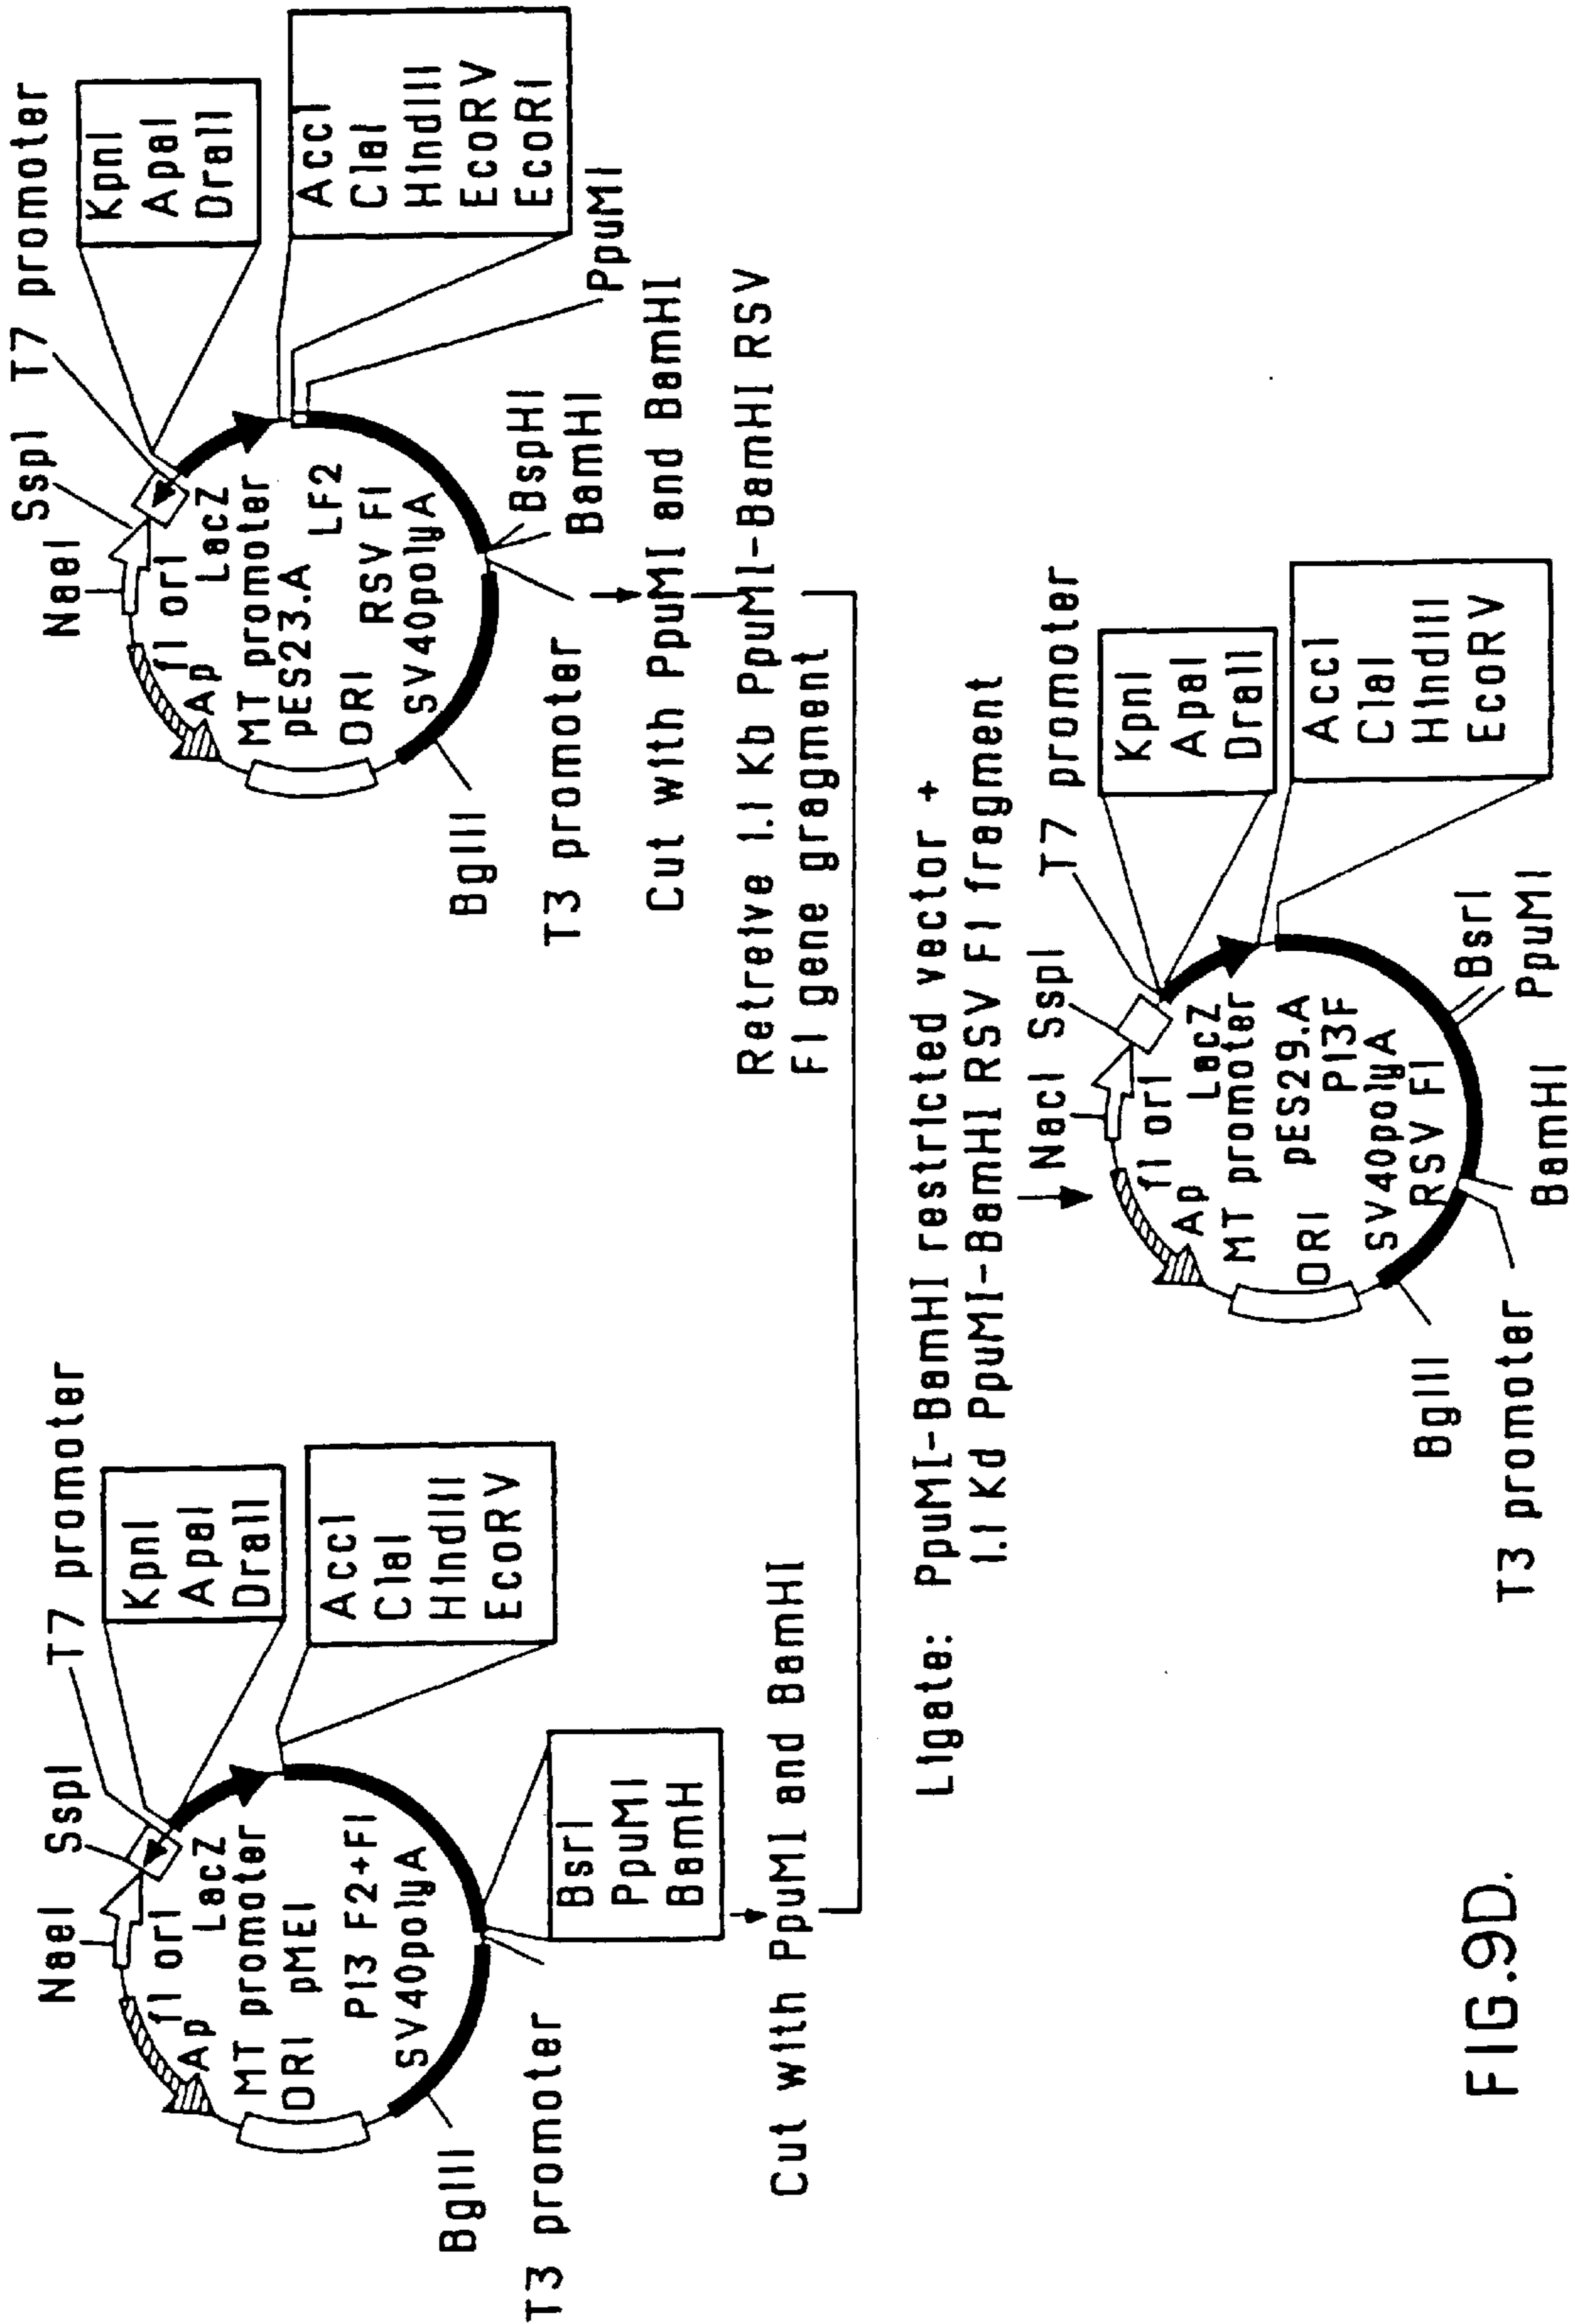 NaeI
SspI
T7 promoter
KpnI
ApaI
DraII
f1 ori
LacZ
Ap
MT promoter
ORI pMEI
PI3 F2+F1
SV40polyA
AccI
ClaI
HindIII
EcoRV
BsrI
PpuMI
BamH
BglII
T3 promoter
Cut with PpuMI and BamHI
NaeI
SspI
T7 promoter
KpnI
ApaI
DraII
f1 ori
LacZ
Ap
MT promoter
pES23.A
LF2
ORI
RSV F1
SV40polyA
AccI
ClaI
HindIII
EcoRV
EcoRI
PpuMI
BspHI
BamHI
BglII
T3 promoter
Cut with PpuMI and BamHI
Retreive 1.1 Kb PpuMI-BamHI RSV
F1 gene gragment
Ligate: PpuMI-BamHI restricted vector +
1.1 Kd PpuMI-BamHI RSV F1 fragment
NacI
SspI
T7 promoter
KpnI
ApaI
DraII
f1 ori
LacZ
Ap
MT promoter
ORI
pES29.A
PI3F
SV40polyA
RSV F1
AccI
ClaI
HindIII
EcoRV
BsrI
PpuMI
BamHI
BglII
T3 promoter
FIG.9D.